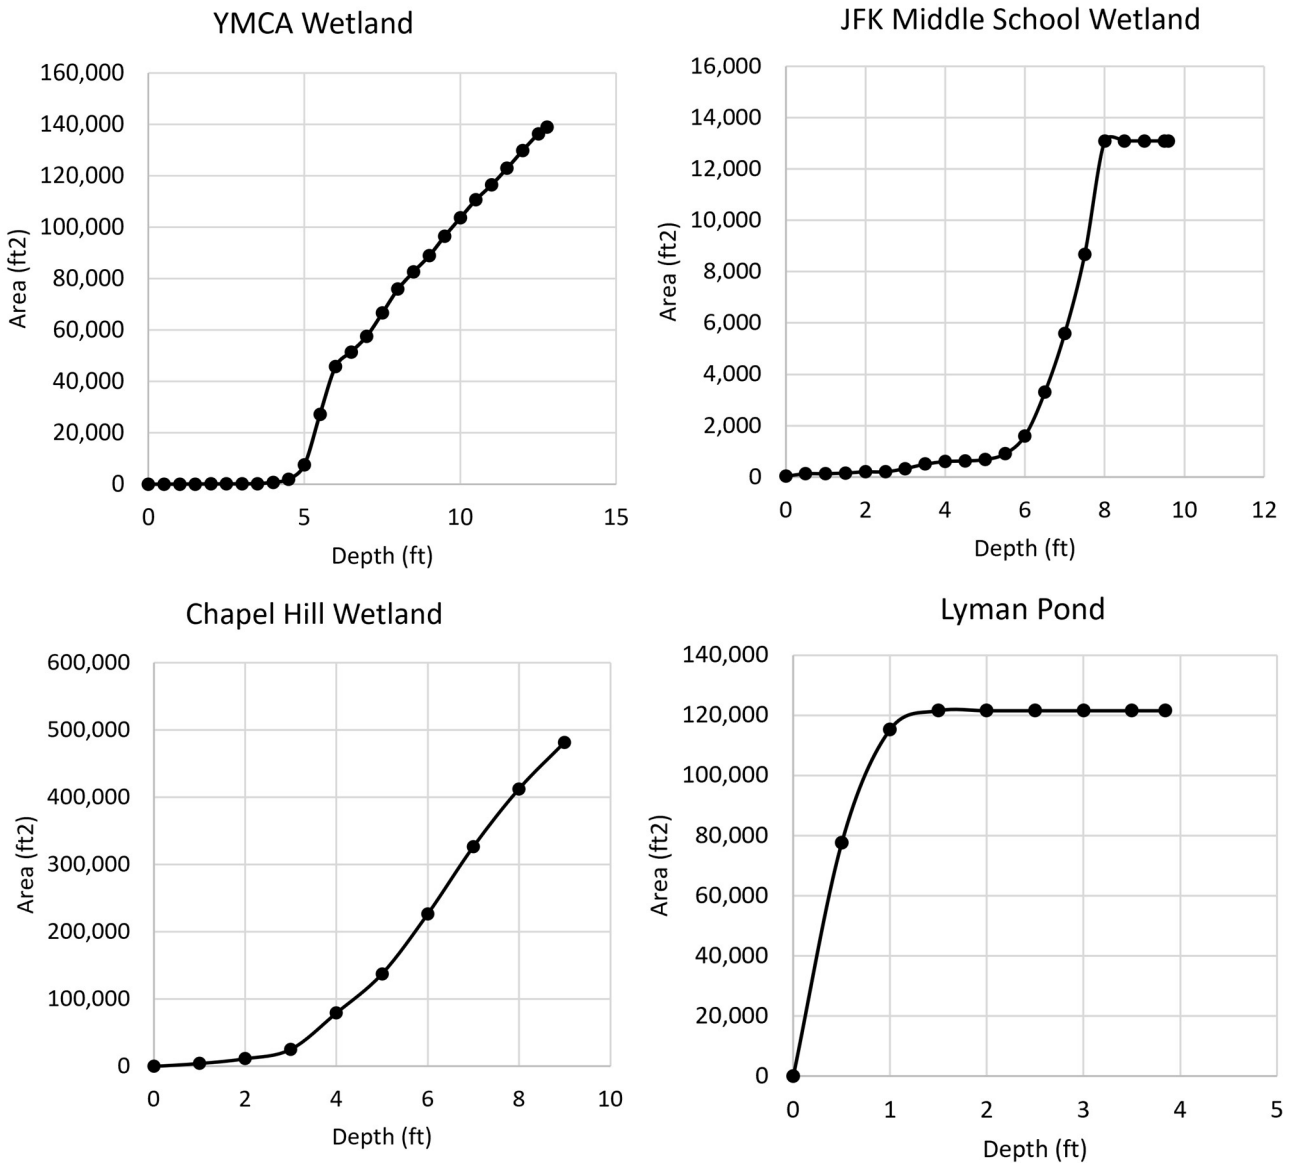 YMCA Wetland
160,000
140,000
120,000
100,000
80,000
60,000
40,000
20,000
0
Area (ft2)
0 5 10 15
Depth (ft)
JFK Middle School Wetland
16,000
14,000
12,000
10,000
8,000
6,000
4,000
2,000
0
Area (ft2)
0 2 4 6 8 10 12
Depth (ft)
Chapel Hill Wetland
600,000
500,000
400,000
300,000
200,000
100,000
0
Area (ft2)
0 2 4 6 8 10
Depth (ft)
Lyman Pond
140,000
120,000
100,000
80,000
60,000
40,000
20,000
0
Area (ft2)
0 1 2 3 4 5
Depth (ft)